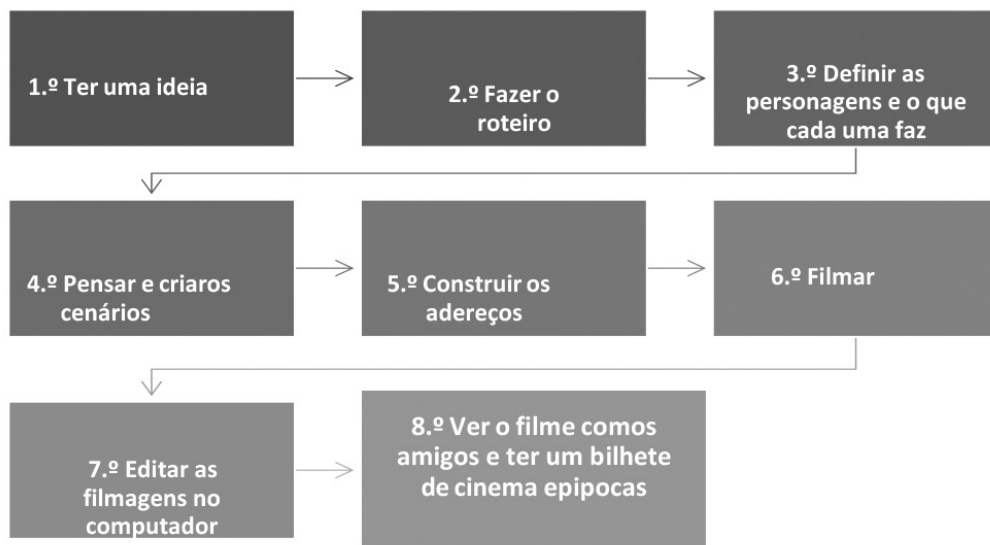 1.º Ter uma ideia
2.º Fazer o
roteiro
3.º Definir as
personagens e o que
cada uma faz
4.º Pensar e criaros
cenários
5.º Construir os
adereços
6.º Filmar
7.º Editar as
filmagens no
computador
8.º Ver o filme comos
amigos e ter um bilhete
de cinema epipocas